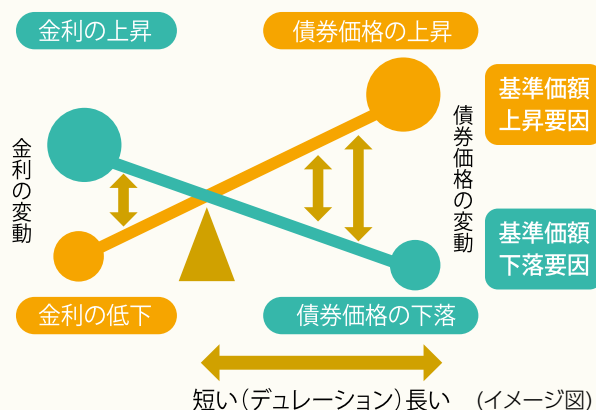 金利の上昇
債券価格の上昇
基準価額
上昇要因
金利の変動
債券価格の変動
基準価額
下落要因
金利の低下
債券価格の下落
短い(デュレーション)長い (イメージ図)